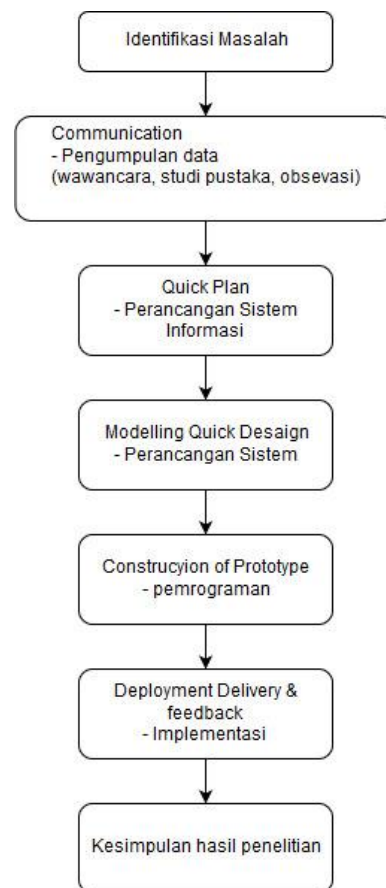 Identifikasi Masalah
Communication
- Pengumpulan data
(wawancara, studi pustaka, obsevasi)
Quick Plan
- Perancangan Sistem
Informasi
Modelling Quick Desaign
- Perancangan Sistem
Construcyion of Prototype
- pemrograman
Deployment Delivery &
feedback
- Implementasi
Kesimpulan hasil penelitian